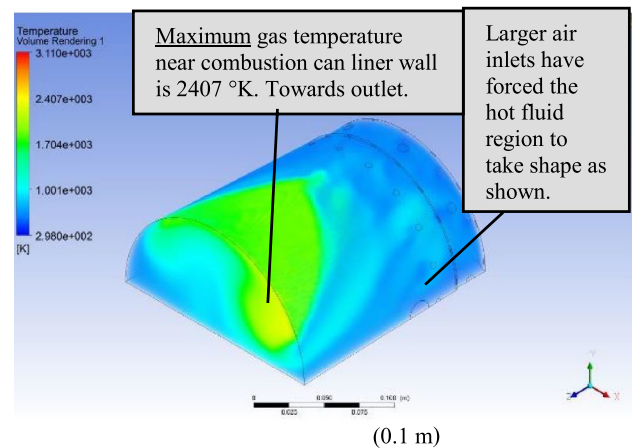 Temperature
Volume Rendering 1
3.110e+003
2.407e+003
1.704e+003
1.001e+003
2.980e+002
[K]
Maximum gas temperature
near combustion can liner wall
is 2407 °K. Towards outlet.
Larger air
inlets have
forced the
hot fluid
region to
take shape as
shown.
0 0.050 0.100 (m)
0.025 0.075
Y
Z X
(0.1 m)